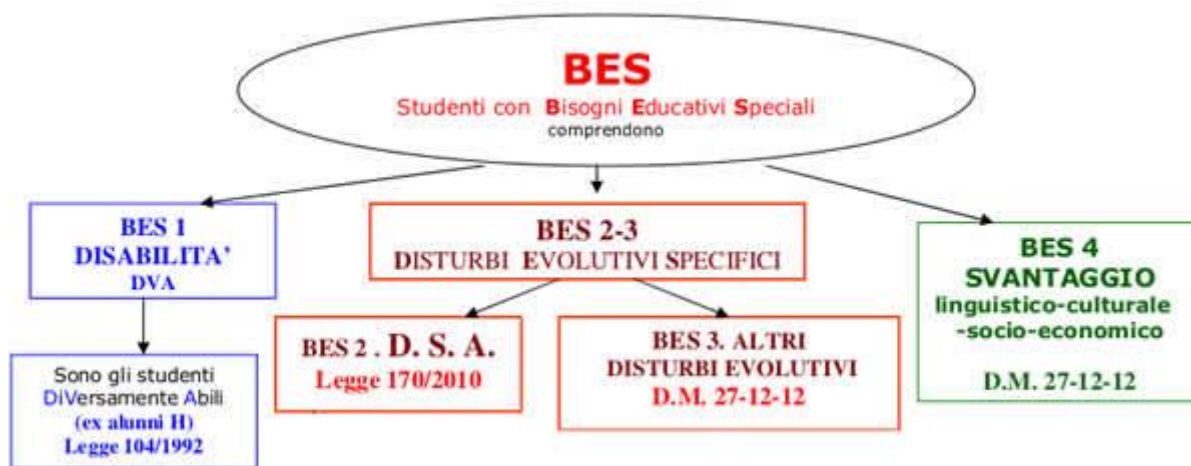 BES
Studenti con Bisogni Educativi Speciali
comprendono
BES 1
DISABILITA'
DVA
Sono gli studenti
DiVersamente Abili
(ex alunni H)
Legge 104/1992
BES 2-3
DISTURBI EVOLUTIVI SPECIFICI
BES 2 . D. S. A.
Legge 170/2010
BES 3. ALTRI
DISTURBI EVOLUTIVI
D.M. 27-12-12
BES 4
SVANTAGGIO
linguistico-culturale
-socio-economico
D.M. 27-12-12